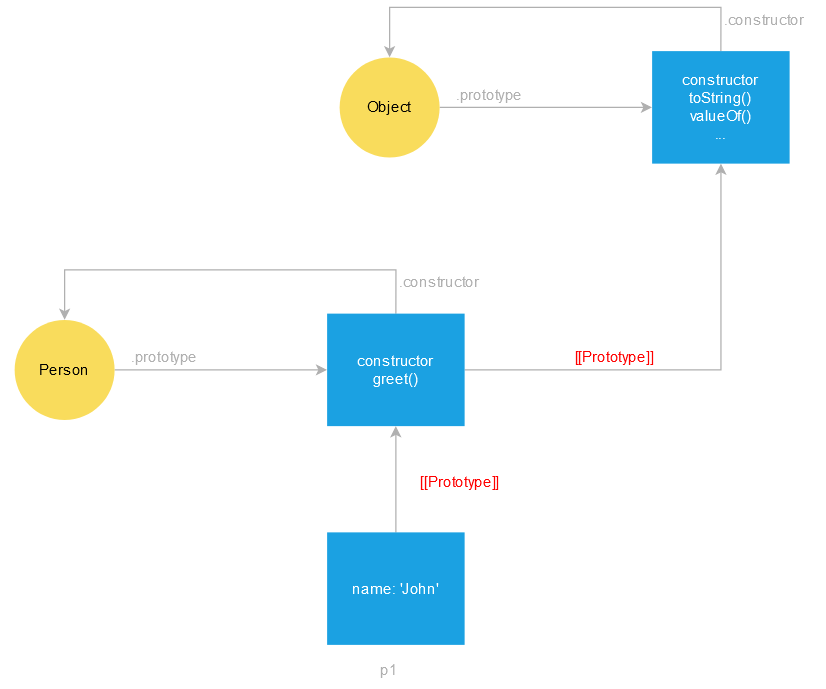 .constructor
constructor
toString()
valueOf()
...
Object
.prototype
.constructor
Person
.prototype
constructor
greet()
[[Prototype]]
[[Prototype]]
name: 'John'
p1